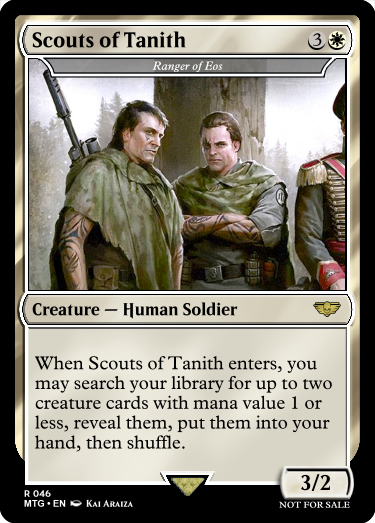 Scouts of Tanith 3
Ranger of Eos
Creature — Human Soldier
When Scouts of Tanith enters, you
may search your library for up to two
creature cards with mana value 1 or
less, reveal them, put them into your
hand, then shuffle.
3/2
R 046
MTG • EN Kai Araiza
NOT FOR SALE